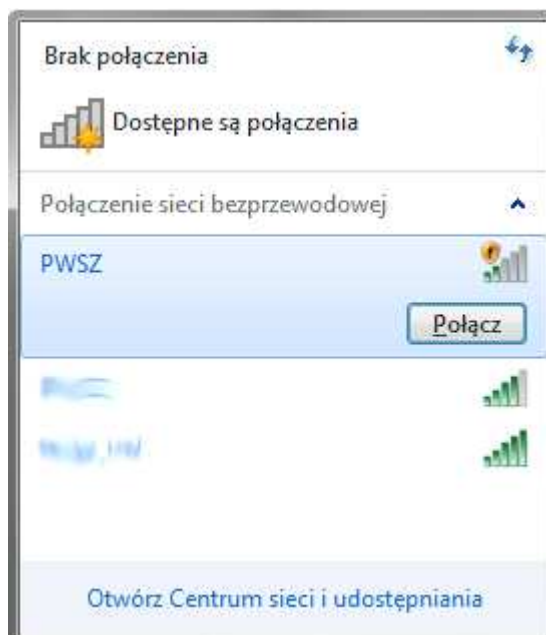 Brak połączenia
Dostępne są połączenia
Połączenie sieci bezprzewodowej
PWSZ
Połącz
Otwórz Centrum sieci i udostępniania